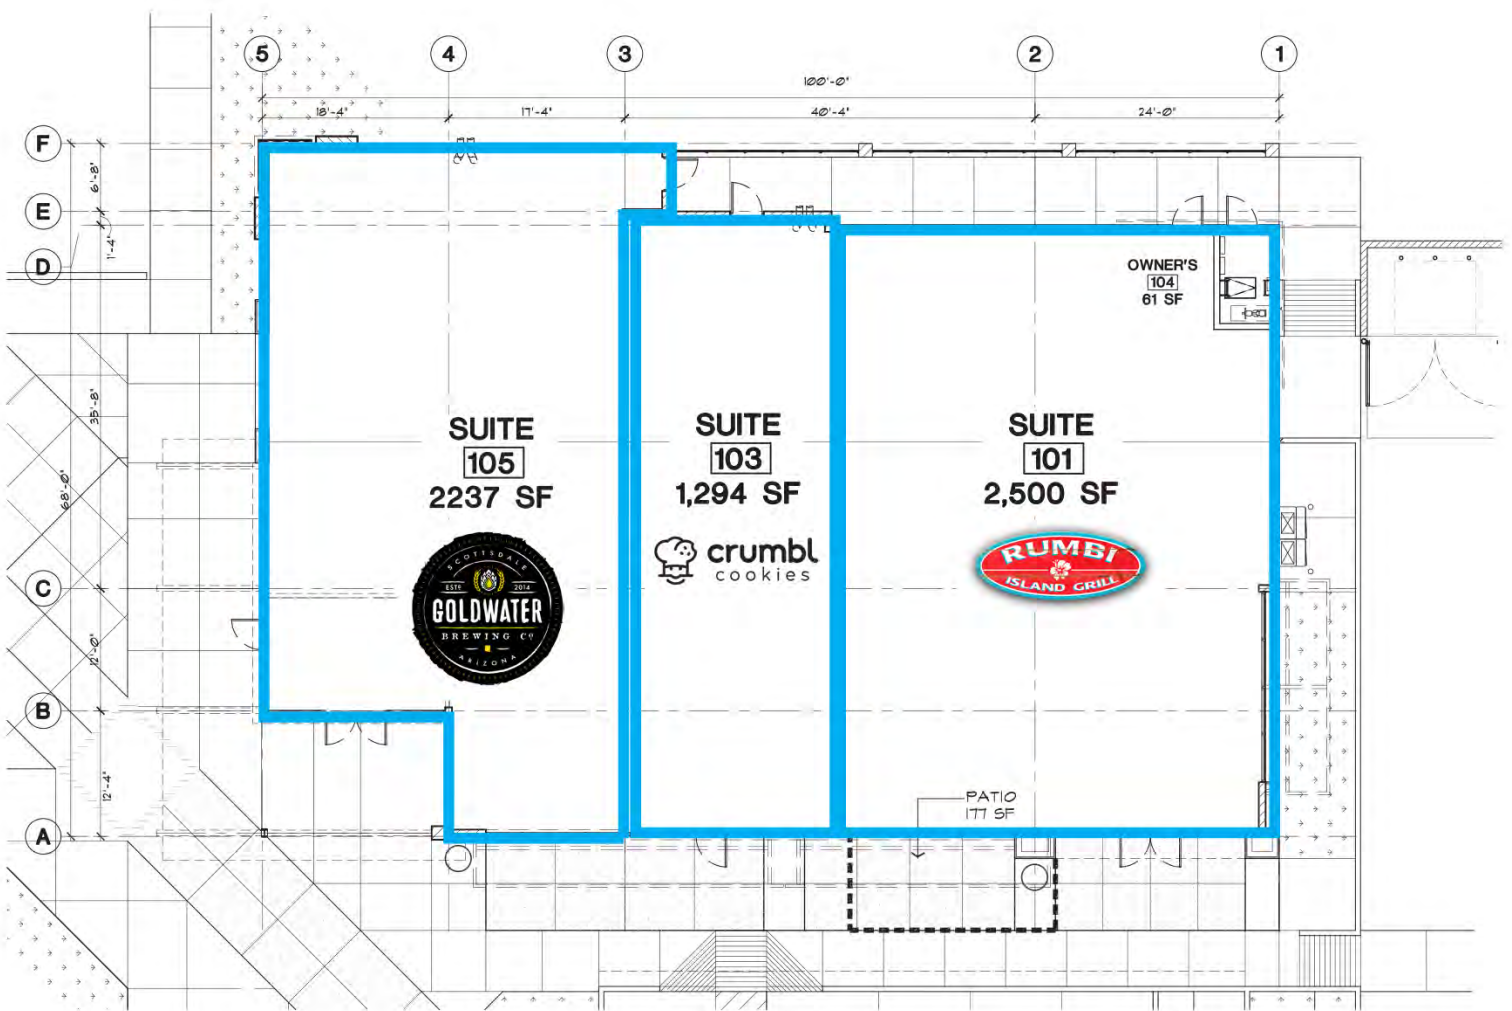 5
4
3
2
1
100'-0"
18'-4"
17'-4"
40'-4"
24'-0"
F
E
D
C
B
A
6'-8"
1'-4"
35'-8"
68'-0"
12'-0"
12'-4"
OWNER'S
104
61 SF
SUITE
105
2237 SF
SUITE
103
1,294 SF
SUITE
101
2,500 SF
SCOTTSDALE
ESTD 2014
GOLDWATER
BREWING CO
ARIZONA
crumbl
cookies
RUMBI
ISLAND GRILL
PATIO
177 SF